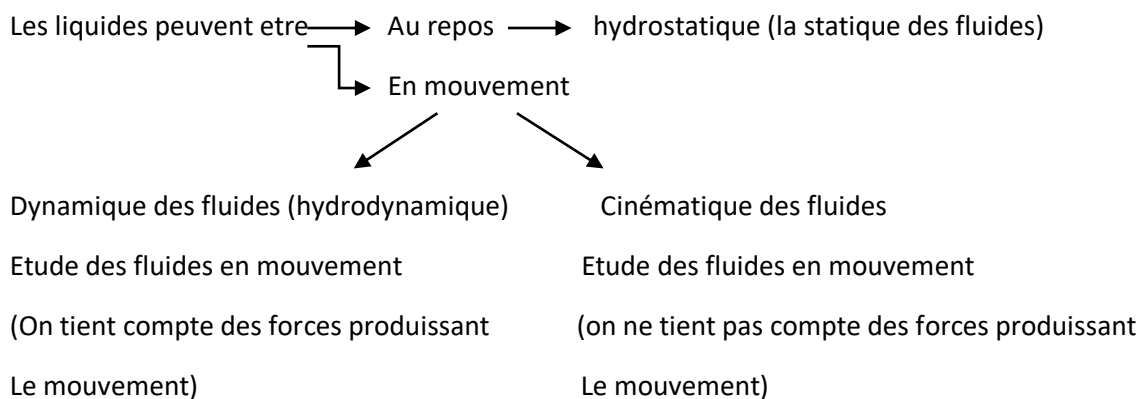 Les liquides peuvent etre Au repos hydrostatique (la statique des fluides)
En mouvement
Dynamique des fluides (hydrodynamique) Cinématique des fluides
Etude des fluides en mouvement Etude des fluides en mouvement
(On tient compte des forces produissant (on ne tient pas compte des forces produissant
Le mouvement) Le mouvement)